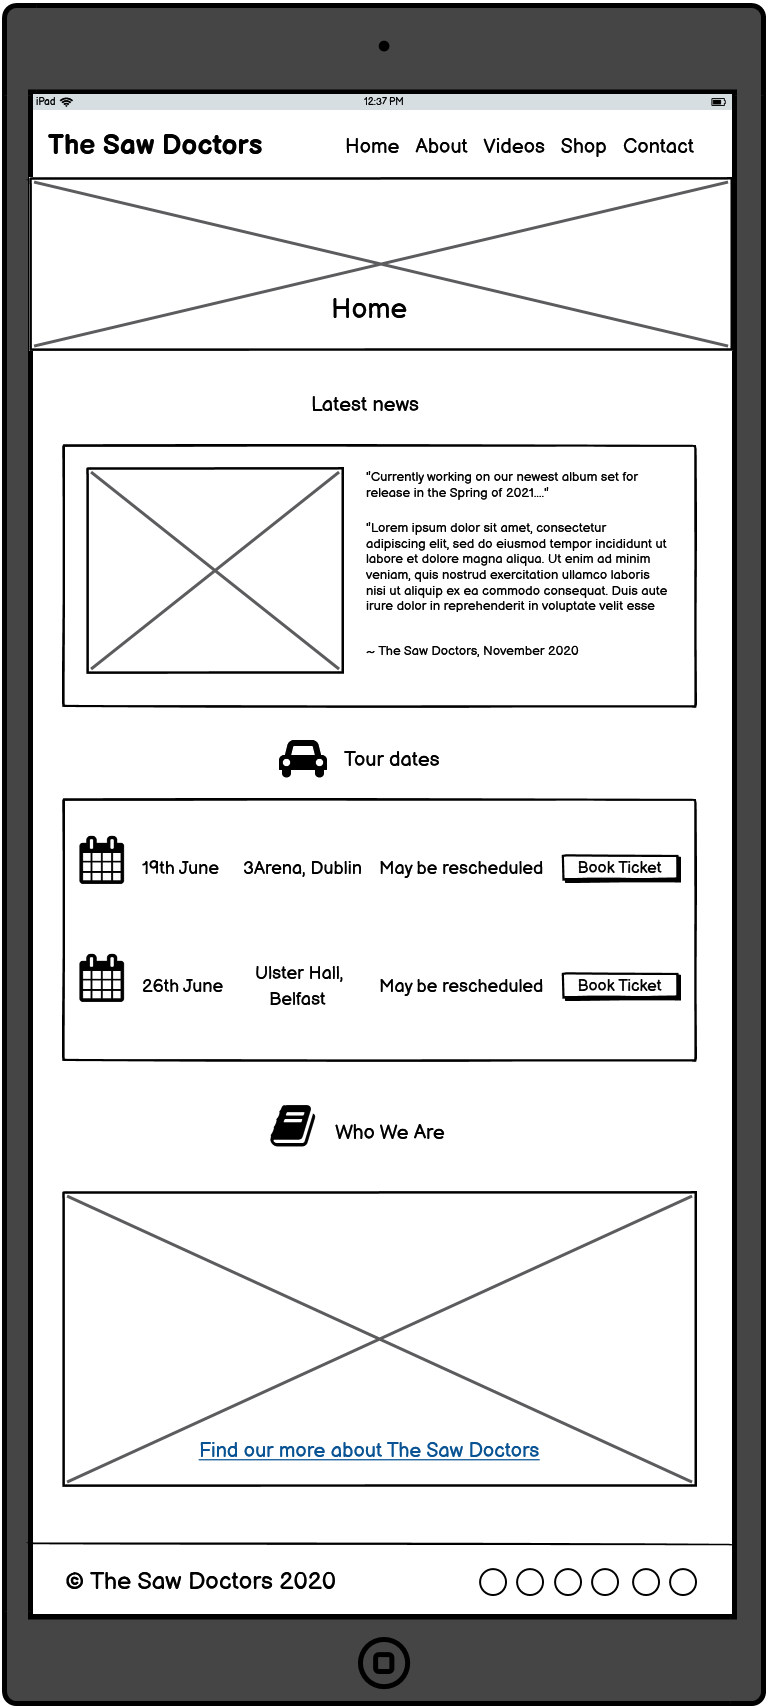 iPad
12:37 PM
The Saw Doctors
Home About Videos Shop Contact
Home
Latest news
"Currently working on our newest album set for
release in the Spring of 2021...."
"Lorem ipsum dolor sit amet, consectetur
adipiscing elit, sed do eiusmod tempor incididunt ut
labore et dolore magna aliqua. Ut enim ad minim
veniam, quis nostrud exercitation ullamco laboris
nisi ut aliquip ex ea commodo consequat. Duis aute
irure dolor in reprehenderit in voluptate velit esse
~ The Saw Doctors, November 2020
Tour dates
19th June 3Arena, Dublin May be rescheduled Book Ticket
26th June
Ulster Hall,
Belfast
May be rescheduled Book Ticket
Who We Are
Find our more about The Saw Doctors
© The Saw Doctors 2020